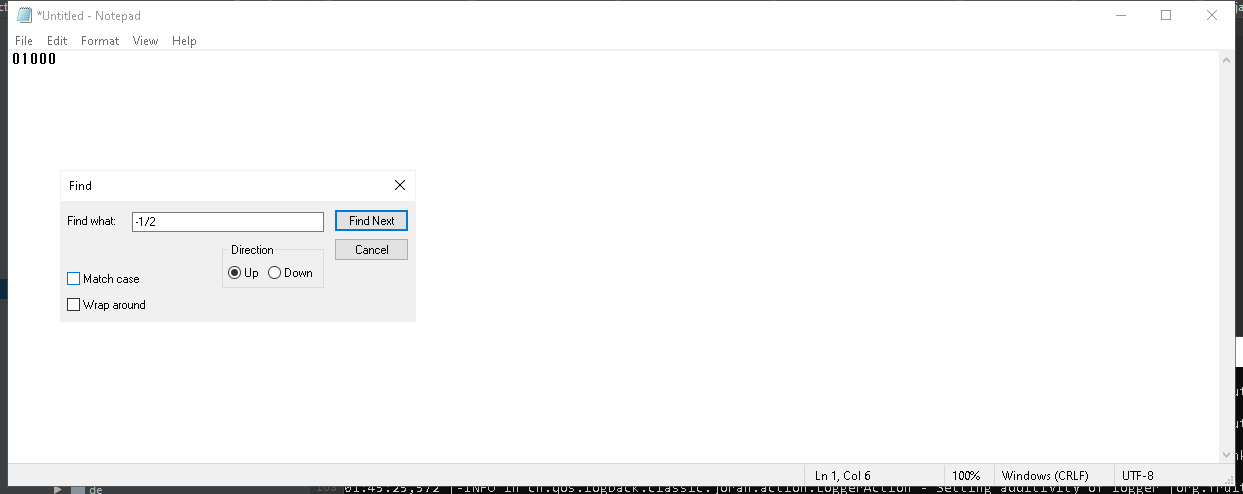 *Untitled - Notepad
File Edit Format View Help
01000
Find
Find what: -1/2 Find Next
Direction Cancel
Up Down
Match case
Wrap around
Ln 1, Col 6 100% Windows (CRLF) UTF-8
de 01:45:25,572 |-INFO in ch.qos.logback.classic.joran.action.LoggerAction - Setting additivity of logger